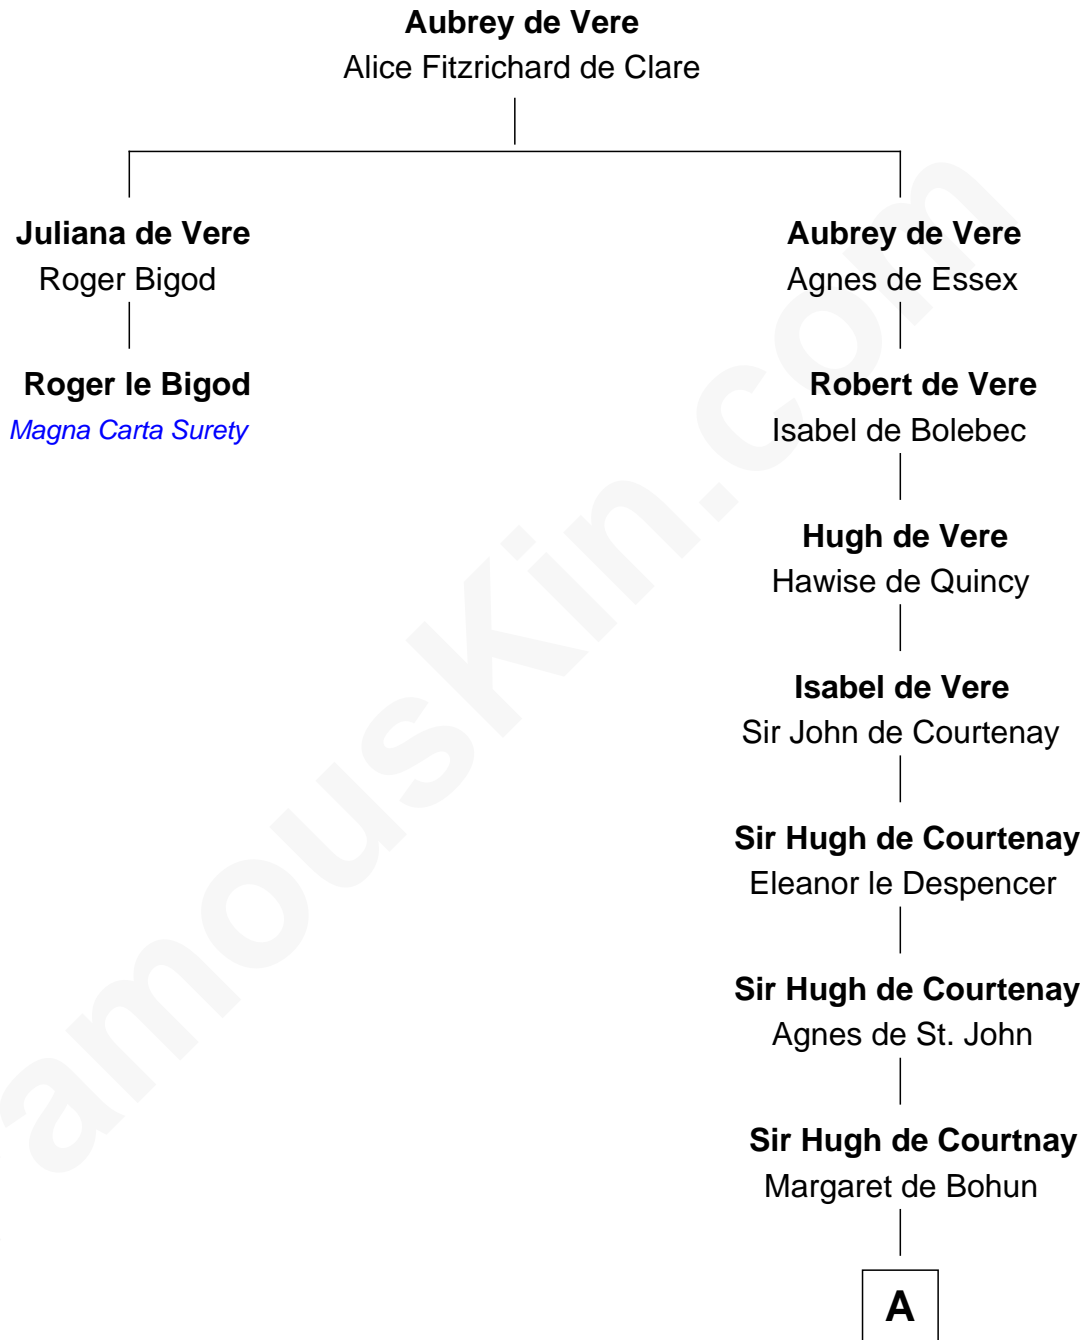 Aubrey de Vere
Alice Fitzrichard de Clare
Juliana de Vere
Roger Bigod
Roger le Bigod
Magna Carta Surety
Aubrey de Vere
Agnes de Essex
Robert de Vere
Isabel de Bolebec
Hugh de Vere
Hawise de Quincy
Isabel de Vere
Sir John de Courtenay
Sir Hugh de Courtenay
Eleanor le Despencer
Sir Hugh de Courtenay
Agnes de St. John
Sir Hugh de Courtnay
Margaret de Bohun
A
amouskin.com